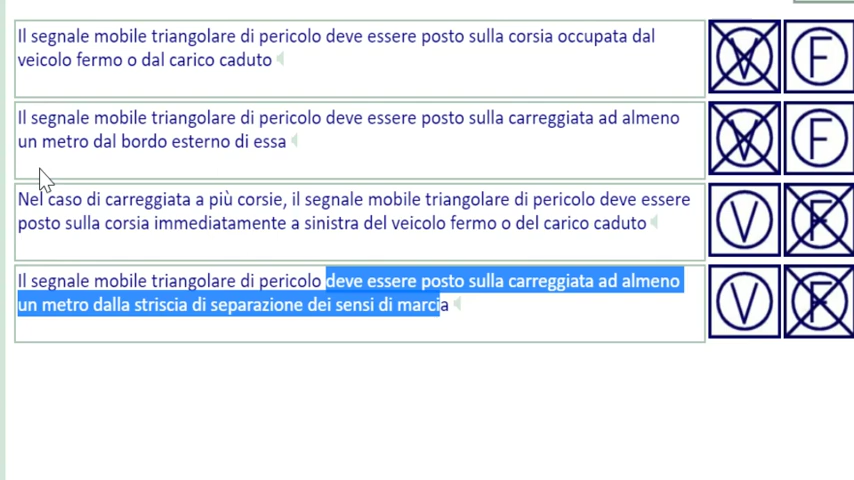 Il segnale mobile triangolare di pericolo deve essere posto sulla corsia occupata dal
veicolo fermo o dal carico caduto
V F
Il segnale mobile triangolare di pericolo deve essere posto sulla carreggiata ad almeno
un metro dal bordo esterno di essa
V F
Nel caso di carreggiata a più corsie, il segnale mobile triangolare di pericolo deve essere
posto sulla corsia immediatamente a sinistra del veicolo fermo o del carico caduto
V F
Il segnale mobile triangolare di pericolo deve essere posto sulla carreggiata ad almeno
un metro dalla striscia di separazione dei sensi di marcia
V F